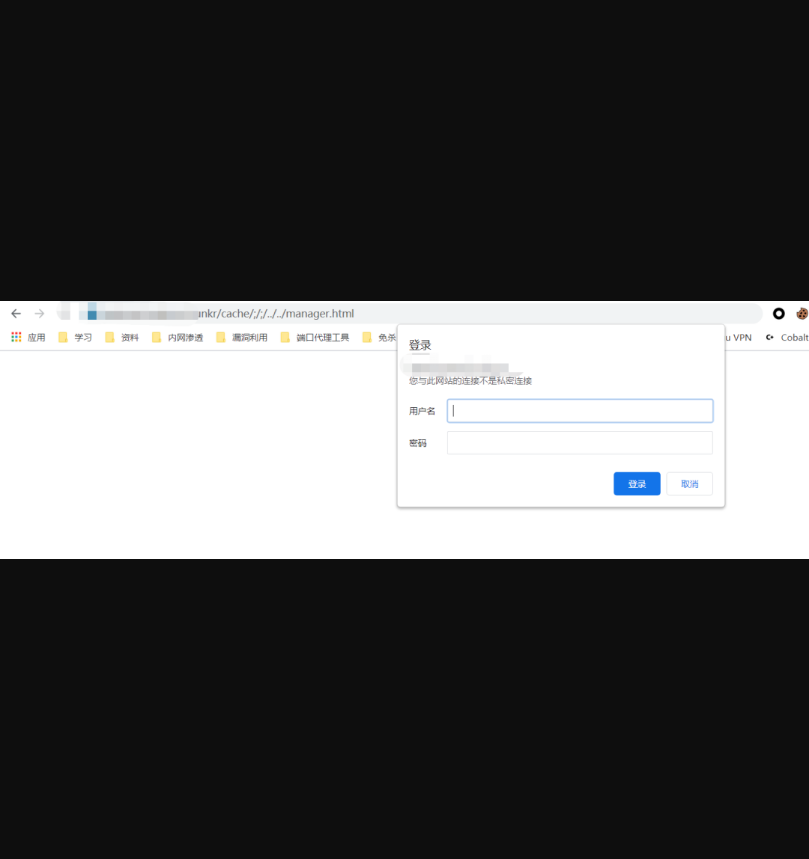 ankr/cache/;/;/../../manager.html
应用 学习 资料 内网渗透 漏洞利用 端口代理工具 免杀 u VPN Cobalt
登录
您与此网站的连接不是私密连接
用户名
密码
登录 取消